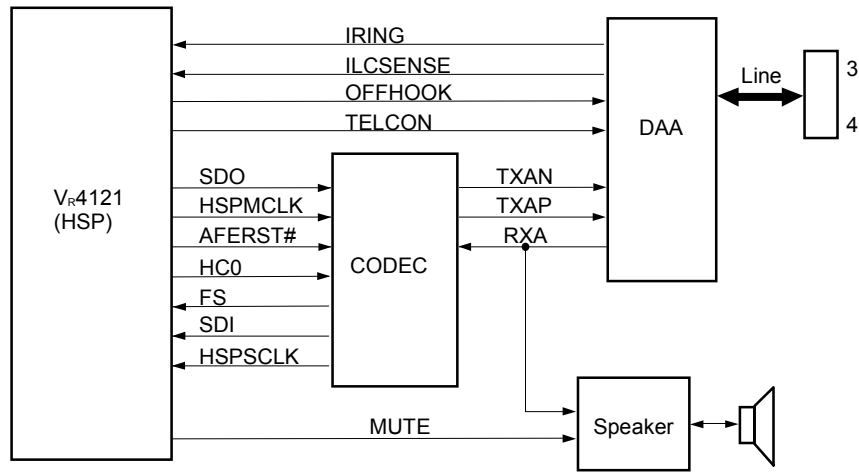 IRING
ILCSENSE
OFFHOOK
TELCON
DAA
Line
3
4
VR4121
(HSP)
SDO
HSPMCLK
AFERST#
HC0
FS
SDI
HSPSCLK
CODEC
TXAN
TXAP
RXA
MUTE
Speaker